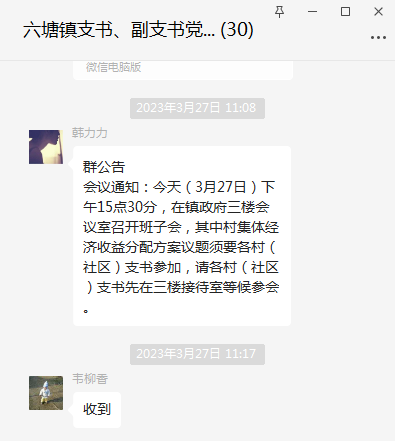 六塘镇支书、副支书党... (30)
微信电脑版
2023年3月27日 11:08
韩力力
群公告
会议通知：今天（3月27日）下
午15点30分，在镇政府三楼会
议室召开班子会，其中村集体经
济收益分配方案议题须要各村（
社区）支书参加，请各村（社区
）支书先在三楼接待室等候参会
。
2023年3月27日 11:17
韦柳香
收到